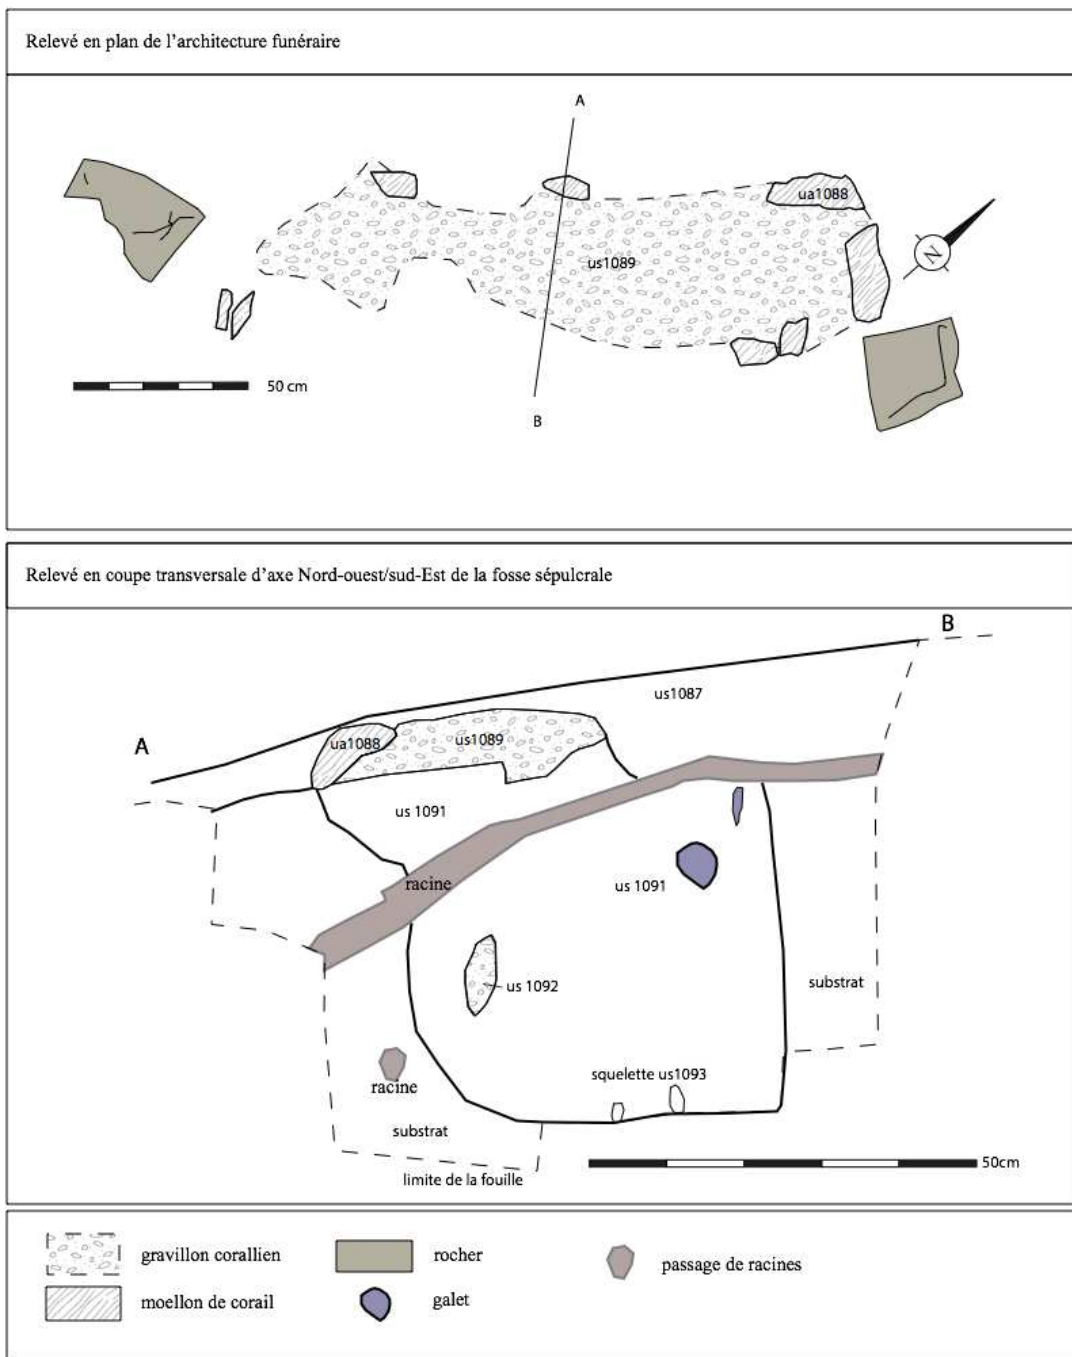 Relevé en plan de l'architecture funéraire
A
ua1088
us1089
N
50 cm
B
Relevé en coupe transversale d'axe Nord-ouest/sud-Est de la fosse sépulcrale
B
us1087
A
ua1088
us1089
us 1091
racine
us 1091
us 1092
substrat
squelette us1093
racine
substrat
50cm
limite de la fouille
gravillon corallien
rocher
passage de racines
moellon de corail
galet